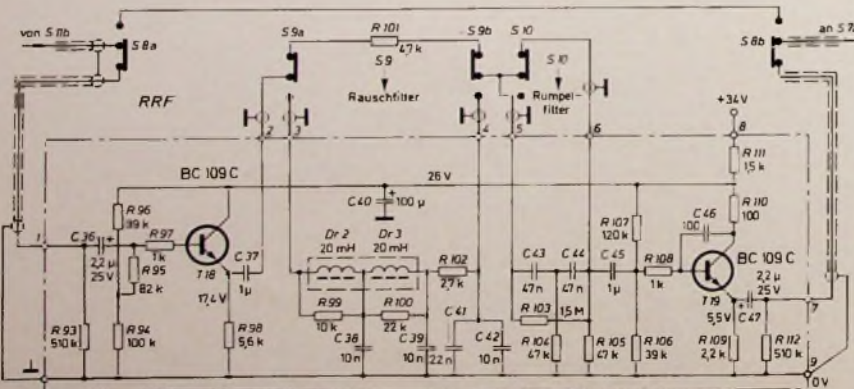 von S 11b
S 8a
RRF
S 9a
R 101
4,7 k
S 9
Rauschfilter
S 9b
S 10
S 10
Rumpel-
filter
S 8b
+34V
1
2
3
4
5
6
8
7
9
BC 109 C
26 V
R 111
1,5 k
R 110
100
R 96
39 k
C 36
2,2 µ
25 V
R 97
1 k
R 95
82 k
T 18
17,4 V
C 37
1 µ
C 40
100 µ
Dr 2
20 mH
Dr 3
20 mH
R 102
2,7 k
R 99
10 k
R 100
22 k
C 43
47 n
C 44
47 n
C 45
1 µ
R 107
120 k
R 108
1 k
C 46
100
BC 109 C
2,2 µ
25 V
T 19
5,5 V
C 47
R 93
510 k
R 94
100 k
R 98
5,6 k
C 38
10 n
C 39
10 n
C 41
22 n
C 42
10 n
R 103
1,5 M
R 104
47 k
R 105
47 k
R 106
39 k
R 109
2,2 k
R 112
510 k
0 V